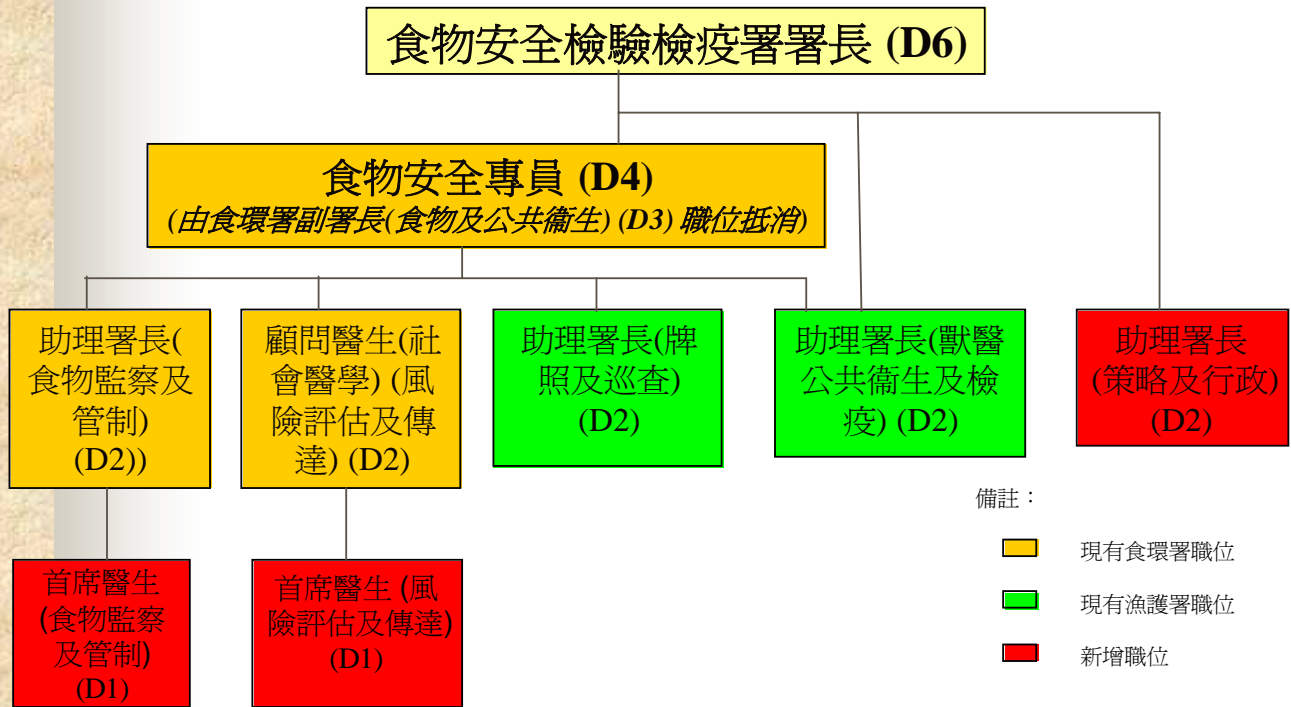 食物安全檢驗檢疫署署長 (D6)
食物安全專員 (D4)
(由食環署副署長(食物及公共衞生) (D3) 職位抵消)
助理署長(
食物監察及
管制)
(D2))
顧問醫生(社
會醫學) (風
險評估及傳
達) (D2)
助理署長(牌
照及巡查)
(D2)
助理署長(獸醫
公共衞生及檢
疫) (D2)
助理署長
(策略及行政)
(D2)
首席醫生
(食物監察
及管制)
(D1)
首席醫生 (風
險評估及傳達)
(D1)
備註：
現有食環署職位
現有漁護署職位
新增職位